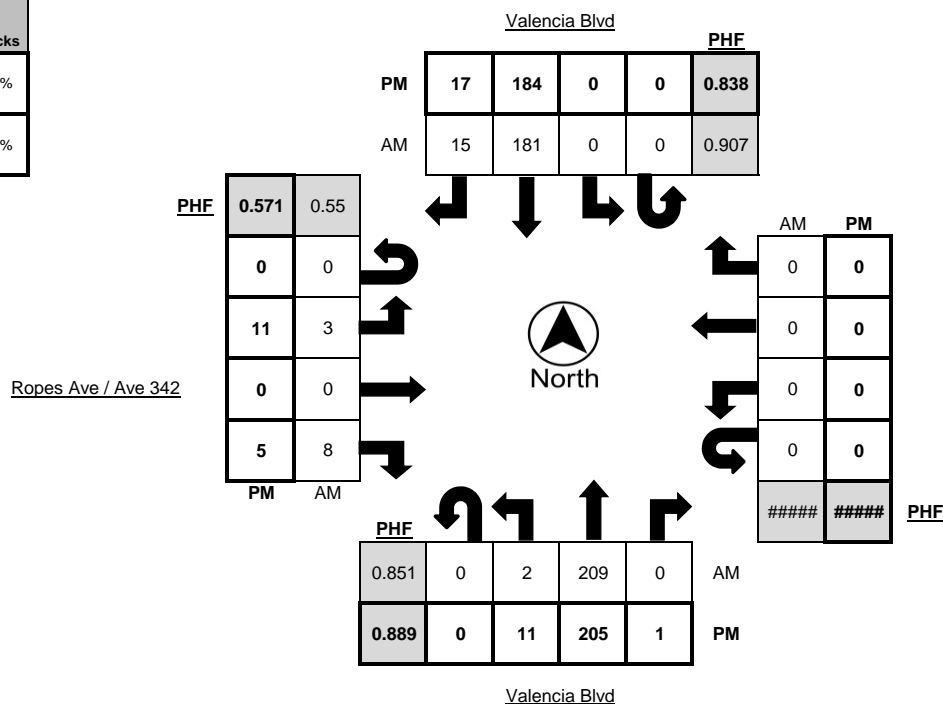 Valencia Blvd
cks
PHF
%
PM 17 184 0 0 0.838
%
AM 15 181 0 0 0.907
PHF 0.571 0.55
AM PM
0 0
0 0
11 3
0 0
North
Ropes Ave / Ave 342
0 0
0 0
5 8
0 0
PM AM
##### ##### PHF
PHF
0.851 0 2 209 0 AM
0.889 0 11 205 1 PM
Valencia Blvd